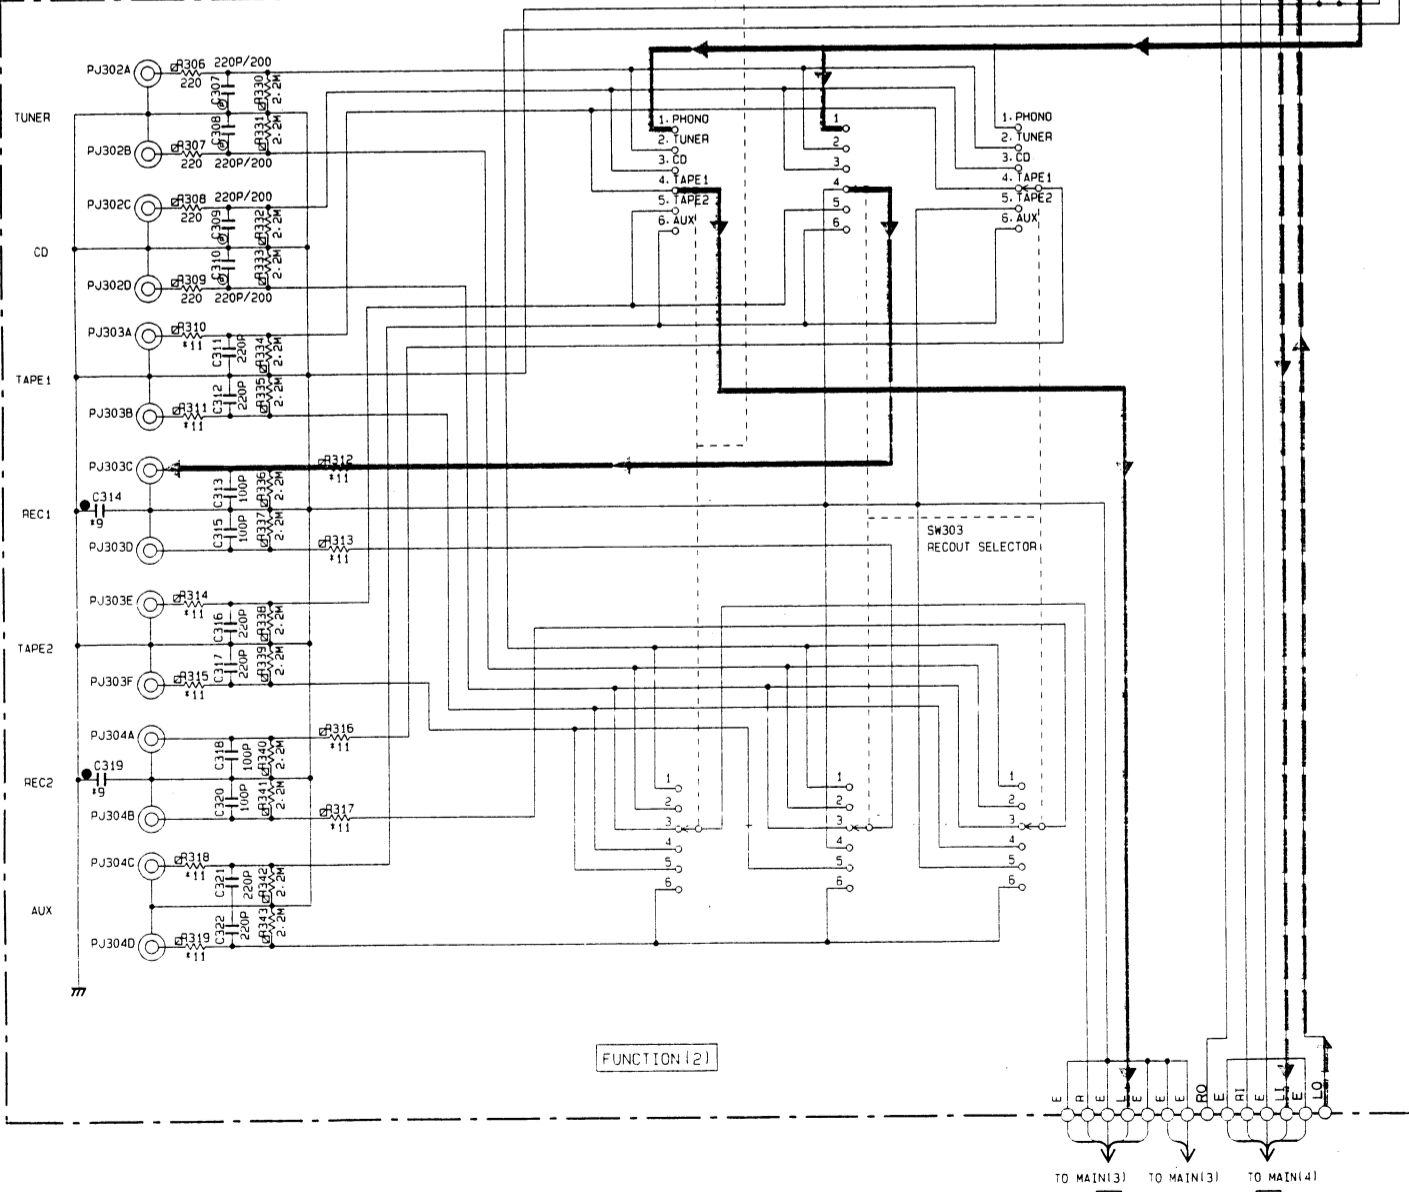 PJ302A
R306
220
220P/200
C307
R330
2.2M
TUNER
C308
R331
2.2M
PJ302B
R307
220
220P/200
PJ302C
R308
220
220P/200
C309
R332
2.2M
CD
C310
R333
2.2M
PJ302D
R309
220
220P/200
PJ303A
R310
*11
C311
220P
R334
2.2M
TAPE1
C312
220P
R335
2.2M
PJ303B
R311
*11
PJ303C
R312
*11
C313
100P
R336
2.2M
C314
*9
REC1
C315
100P
R337
2.2M
PJ303D
R313
*11
PJ303E
R314
*11
C316
220P
R338
2.2M
TAPE2
C317
220P
R339
2.2M
PJ303F
R315
*11
PJ304A
R316
*11
C318
100P
R340
2.2M
C319
*9
REC2
C320
100P
R341
2.2M
PJ304B
R317
*11
PJ304C
R318
*11
C321
220P
R342
2.2M
AUX
C322
220P
R343
2.2M
PJ304D
R319
*11
1. PHONO
2. TUNER
3. CD
4. TAPE1
5. TAPE2
6. AUX
1
2
3
4
5
6
1. PHONO
2. TUNER
3. CD
4. TAPE1
5. TAPE2
6. AUX
SW303
RECOUT SELECTOR
1
2
3
4
5
6
1
2
3
4
5
6
1
2
3
4
5
6
FUNCTION(2)
E
R
E
L
E
E
E
RO
E
RI
E
LI
E
LO
TO MAIN(3)
TO MAIN(3)
TO MAIN(4)